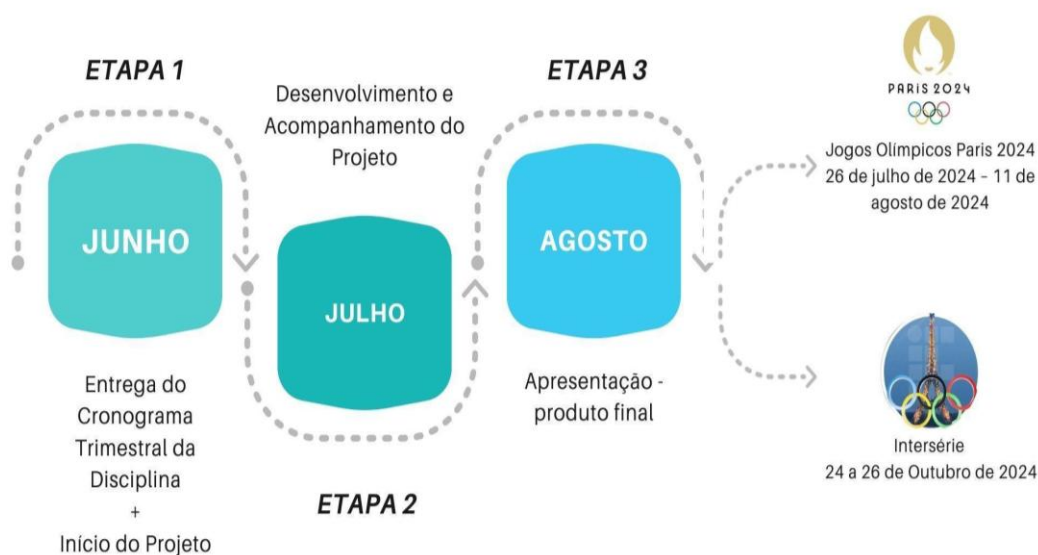 ETAPA 1
JUNHO
Entrega do
Cronograma
Trimestral da
Disciplina
+
Início do Projeto
Desenvolvimento e
Acompanhamento do
Projeto
JULHO
ETAPA 2
ETAPA 3
AGOSTO
Apresentação -
produto final
PARIS 2024
Jogos Olímpicos Paris 2024
26 de julho de 2024 – 11 de
agosto de 2024
Intersérie
24 a 26 de Outubro de 2024